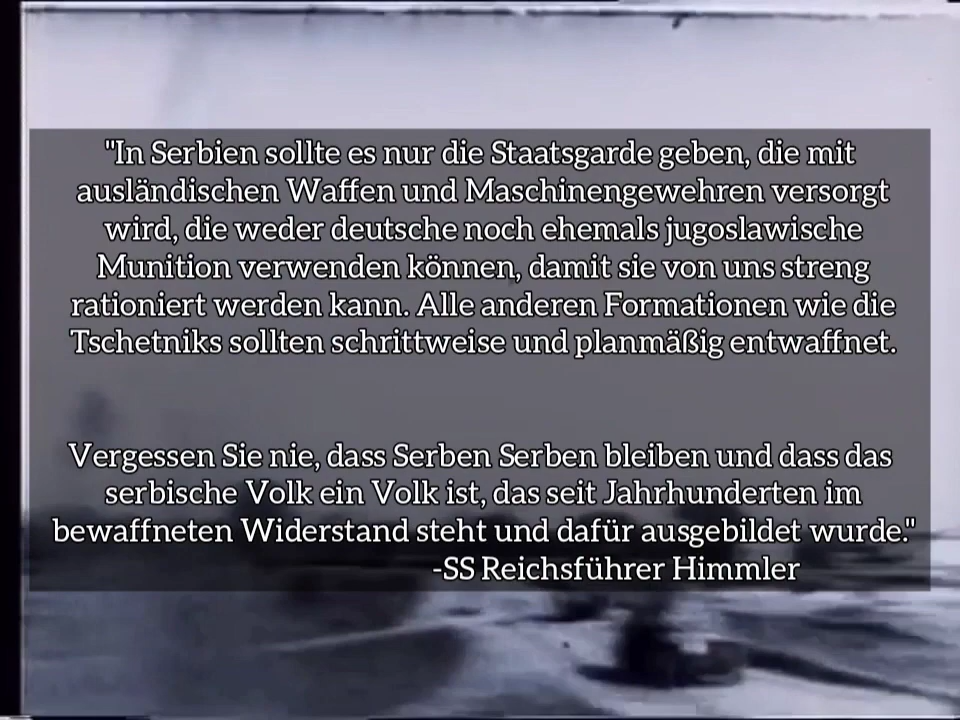 "In Serbien sollte es nur die Staatsgarde geben, die mit
ausländischen Waffen und Maschinengewehren versorgt
wird, die weder deutsche noch ehemals jugoslawische
Munition verwenden können, damit sie von uns streng
rationiert werden kann. Alle anderen Formationen wie die
Tschetniks sollten schrittweise und planmäßig entwaffnet.
Vergessen Sie nie, dass Serben Serben bleiben und dass das
serbische Volk ein Volk ist, das seit Jahrhunderten im
bewaffneten Widerstand steht und dafür ausgebildet wurde."
-SS Reichsführer Himmler